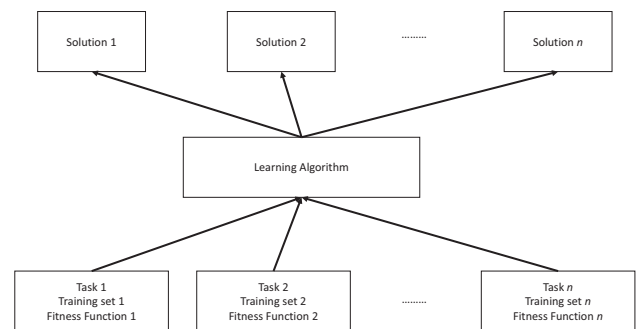 Solution 1
Solution 2
..........
Solution n
Learning Algorithm
Task 1
Training set 1
Fitness Function 1
Task 2
Training set 2
Fitness Function 2
..........
Task n
Training set n
Fitness Function n